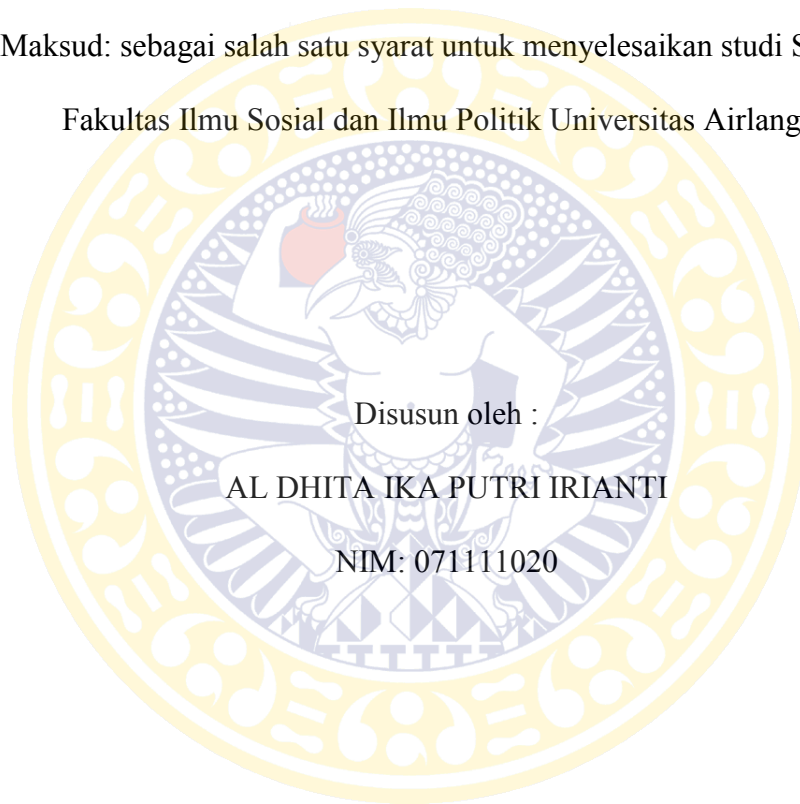 Maksud: sebagai salah satu syarat untuk menyelesaikan studi S
Fakultas Ilmu Sosial dan Ilmu Politik Universitas Airlang
Disusun oleh :
AL DHITA IKA PUTRI IRIANTI
NIM: 071111020